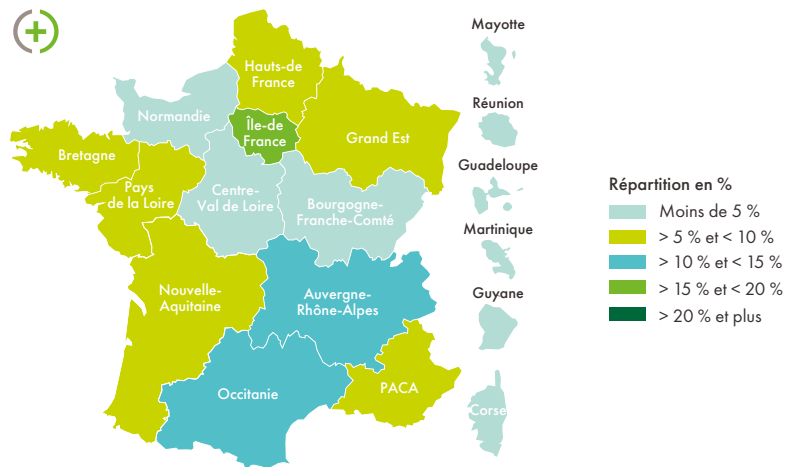 Hauts-de
France
Normandie
Île-de
France
Grand Est
Bretagne
Pays
de la Loire
Centre-
Val de Loire
Bourgogne-
Franche-Comté
Nouvelle-
Aquitaine
Auvergne-
Rhône-Alpes
Occitanie
PACA
Mayotte
Réunion
Guadeloupe
Martinique
Guyane
Corse
Répartition en %
Moins de 5 %
> 5 % et < 10 %
> 10 % et < 15 %
> 15 % et < 20 %
> 20 % et plus